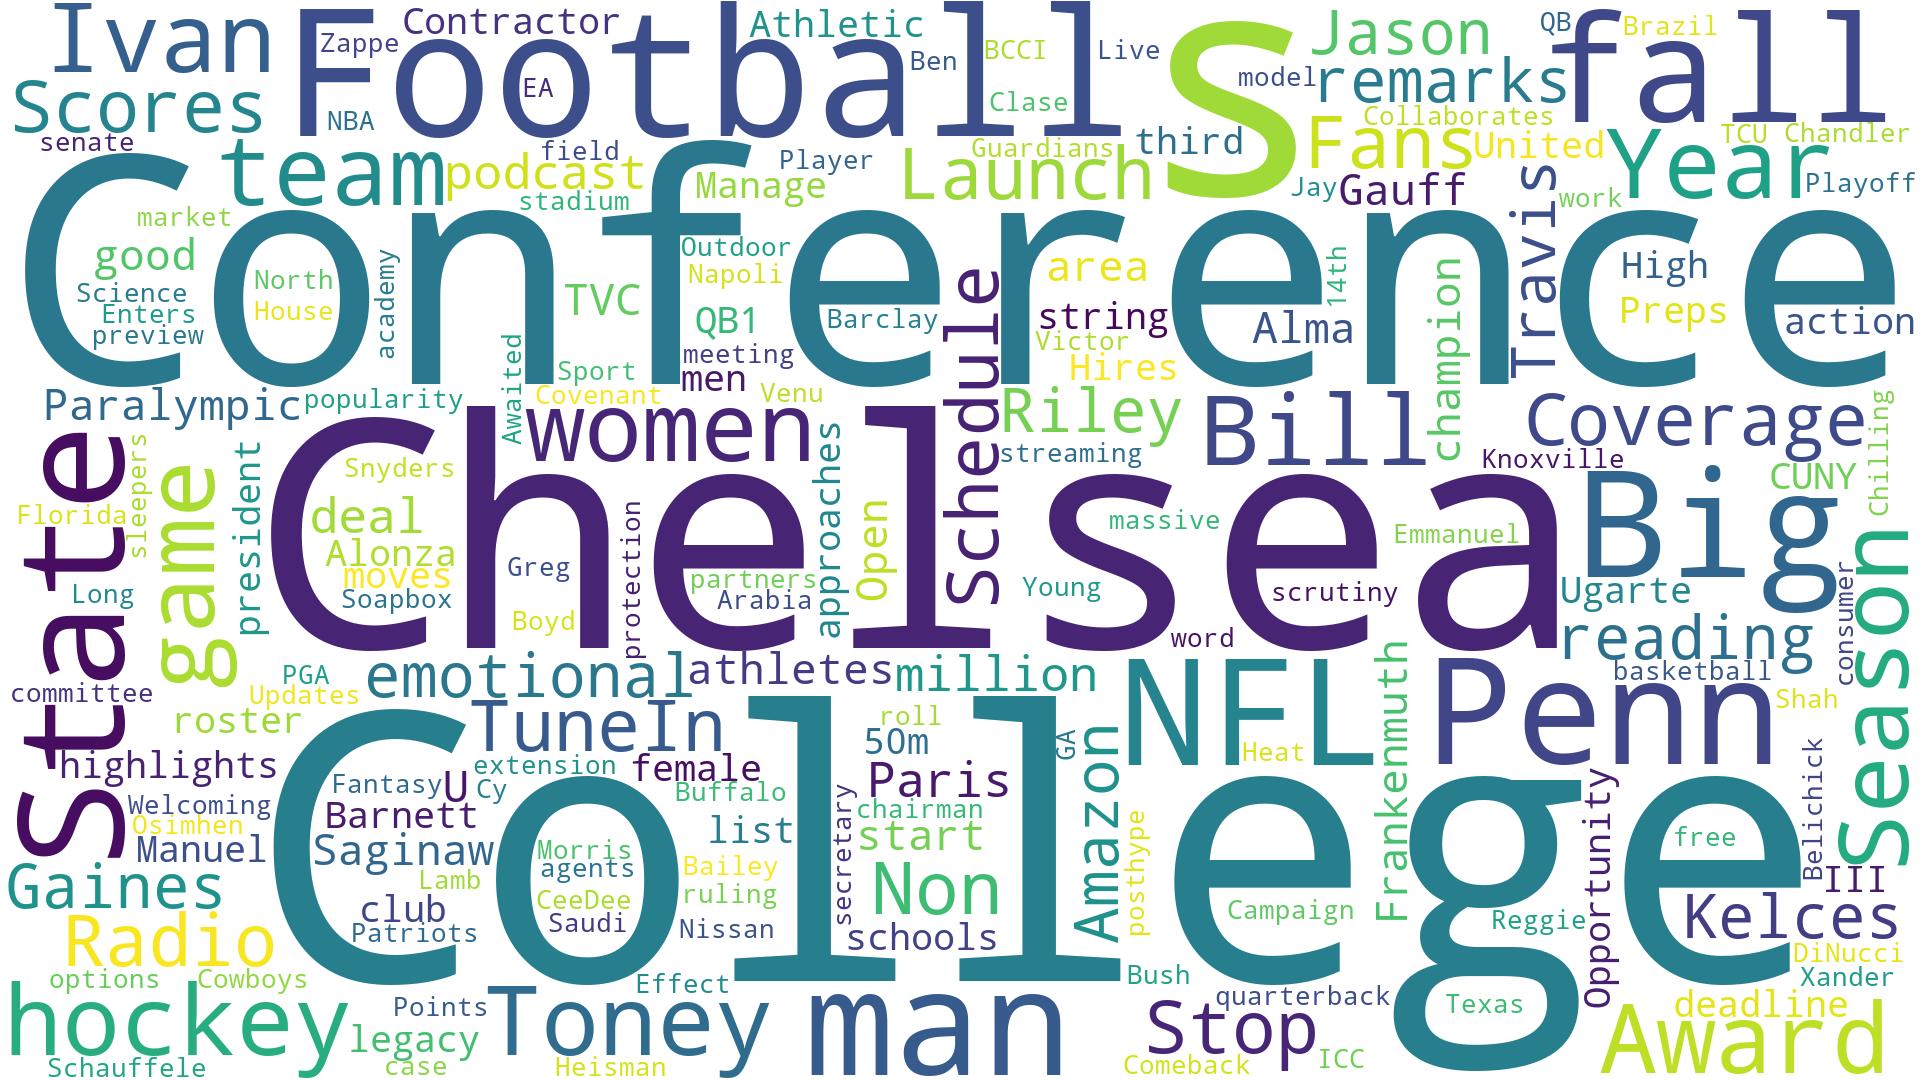 Ivan
Football
Contractor
Athletic
Zappe
EA
NBA
Ben
BCCI
Live
Clase
S
Jason
QB
Brazil
fall
model
remarks
Scores
senate
Collaborates
Fans
United
TCU
Chandler
Year
team
podcast
field
stadium
Player
Manage
Launch
Guardians
third
Jay
Gauff
Travis
work
Playoff
Conference
market
good
Science
Enters
preview
North
House
academy
TVC
Outdoor
Napoli
QB1
Barclay
Schedule
area
string
Victor
Hires
14th
Alma
champion
High
Preps
action
meeting
men
Venu
Sport
Covenant
Awaited
Paralympic
popularity
women
Riley
streaming
Bill
Coverage
Knoxville
CUNY
Chilling
State
Florida
sleepers
game
president
Chelsea
Snyders
deal
Alonza
moves
Soapbox
Greg
Boyd
protection
partners
Arabia
approaches
Open
Young
massive
scrutiny
Emmanuel
word
Big
Ugarte
reading
consumer
Season
Long
committee
PGA
Updates
roster
emotional
athletes
million
NFL
Heat
Frankenmuth
Penn
basketball
Shah
highlights
TuneIn
extension
female
roll
50m
GA
Amazon
Paris
College
Fantasy
U
Cy
Barnett
Buffalo
list
chairman
start
secretary
Welcoming
Osimhen
Manuel
Saginaw
Lamb
Morris
agents
CeeDee
Saudi
Bailey
ruling
Nissan
Non
schools
posthype
Campaign
Reggie
Opportunity
free
Belichick
III
Kelces
DiNucci
Xander
Gaines
Radio
club
Patriots
options
Cowboys
hockey
Schauffele
Points
legacy
case
Toney
Heisman
Effect
man
Bush
quarterback
Stop
Comeback
ICC
Texas
deadline
Award